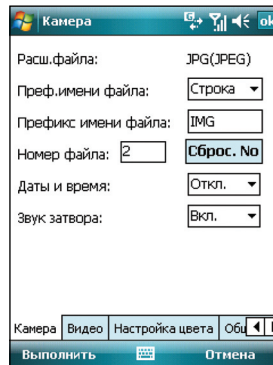 Камера
G
ok
Расш.файла: JPG(JPEG)
Преф.имени файла: Строка
Префикс имени файла: IMG
Номер файла: 2 Сброс. No
Даты и время: Откл.
Звук затвора: Вкл.
Камера Видео Настройка цвета Общ
Выполнить Отмена